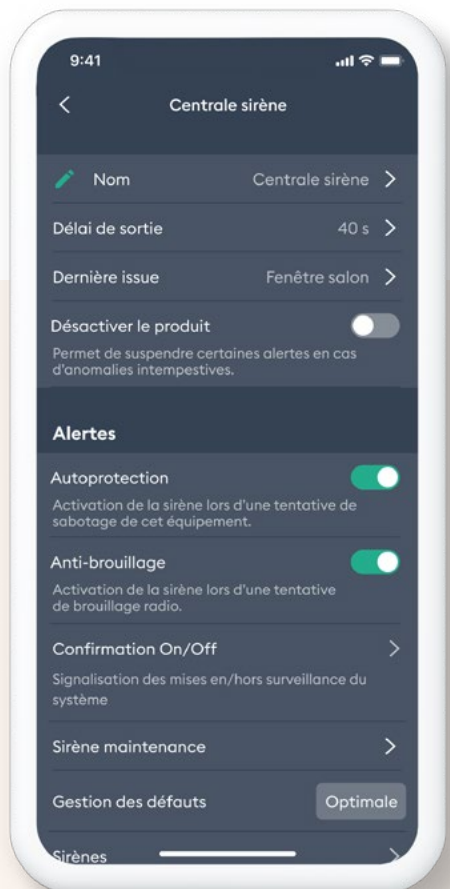 9:41
Centrale sirène
Nom Centrale sirène
Délai de sortie 40 s
Dernière issue Fenêtre salon
Désactiver le produit
Permet de suspendre certaines alertes en cas
d'anomalies intempestives.
Alertes
Autoprotection
Activation de la sirène lors d'une tentative de
sabotage de cet équipement.
Anti-brouillage
Activation de la sirène lors d'une tentative
de brouillage radio.
Confirmation On/Off
Signalisation des mises en/hors surveillance du
système
Sirène maintenance
Gestion des défauts Optimale
Sirènes